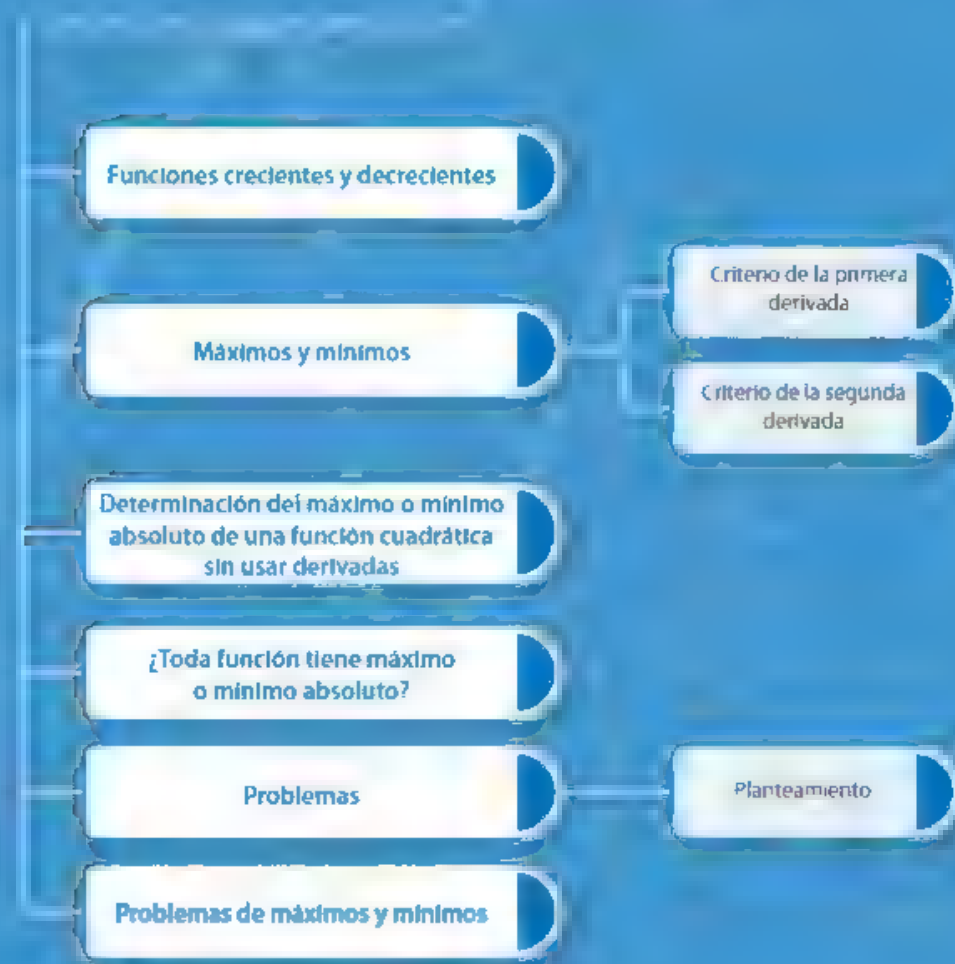 Funciones crecientes y decrecientes
Máximos y mínimos
Criterio de la primera
derivada
Criterio de la segunda
derivada
Determinación del máximo o mínimo
absoluto de una función cuadrática
sin usar derivadas
¿Toda función tiene máximo
o mínimo absoluto?
Problemas
Planteamiento
Problemas de máximos y mínimos